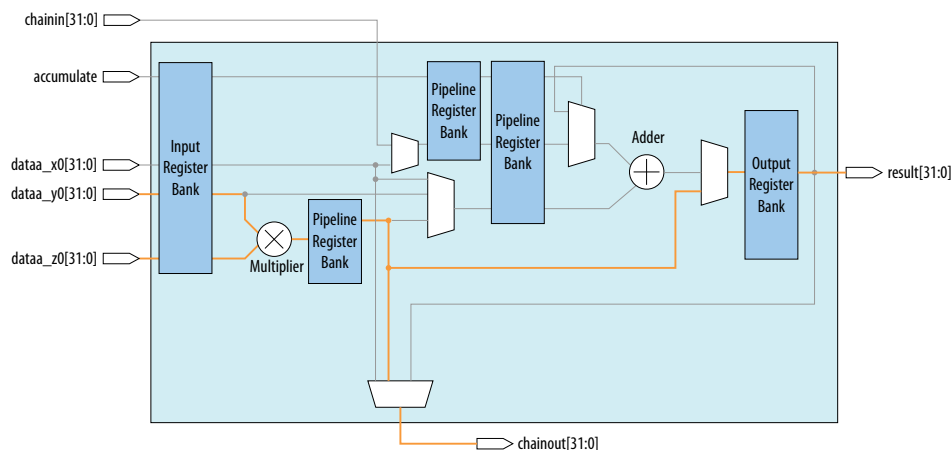 chainin[31:0]
accumulate
dataa_x0[31:0]
dataa_y0[31:0]
dataa_z0[31:0]
Input
Register
Bank
Multiplier
Pipeline
Register
Bank
Pipeline
Register
Bank
Pipeline
Register
Bank
Adder
Output
Register
Bank
result[31:0]
chainout[31:0]